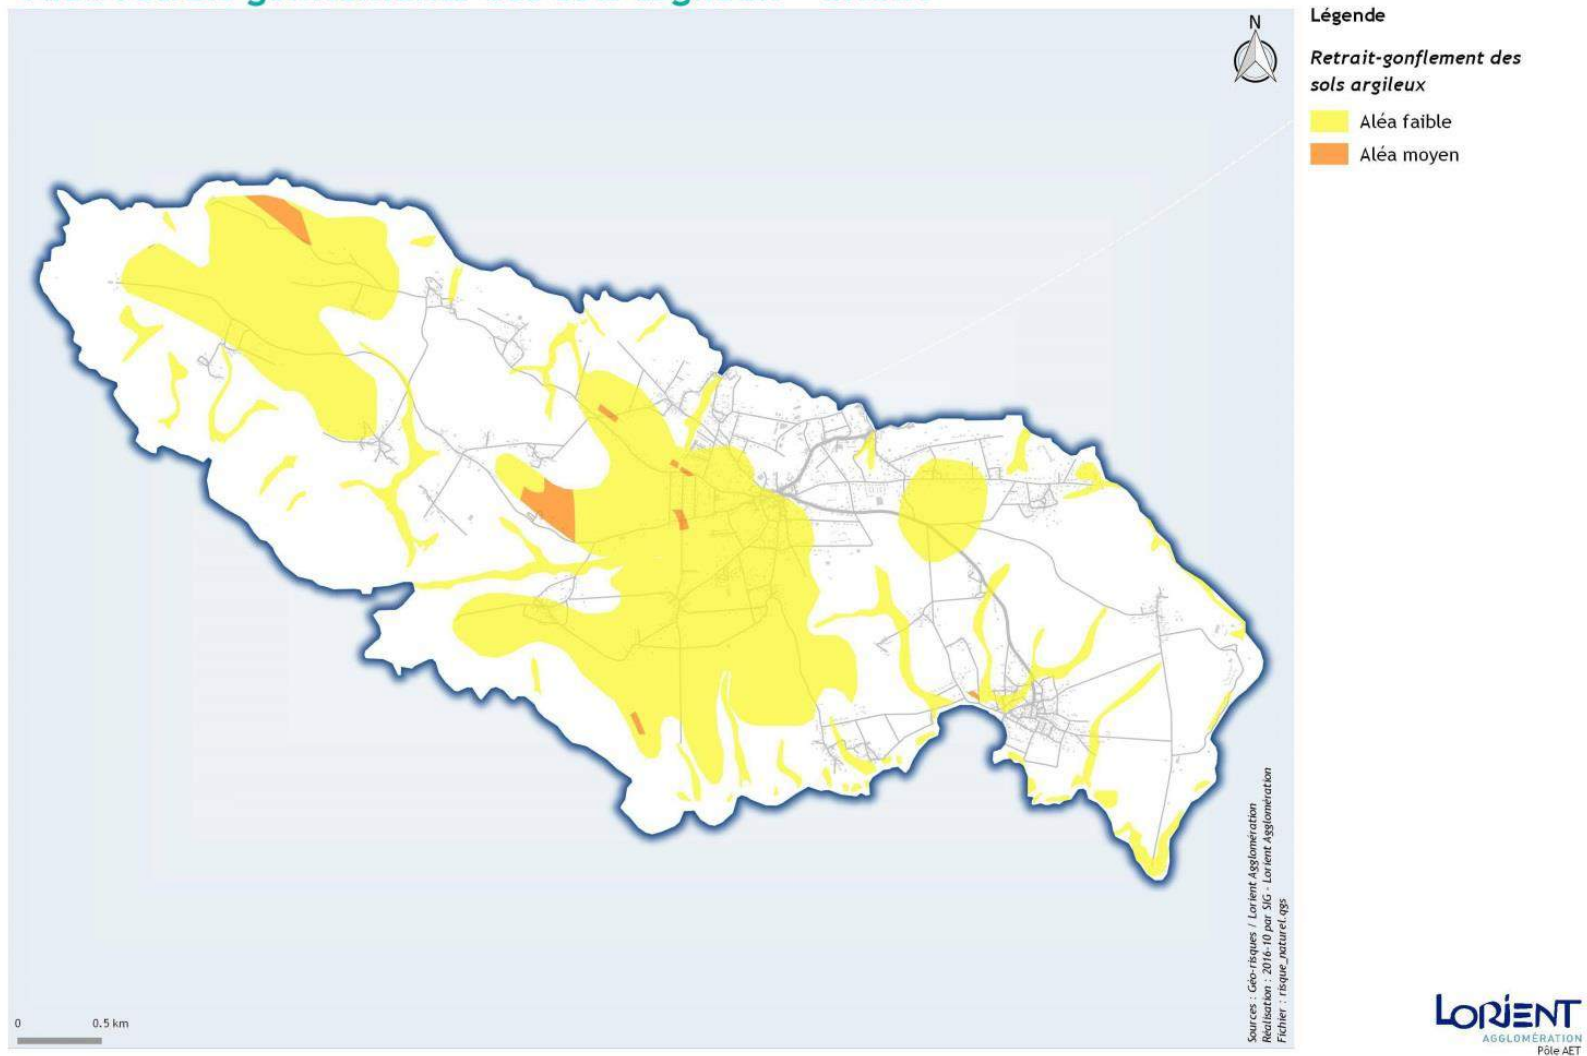 Légende
N
Retrait-gonflement des
sols argileux
Aléa faible
Aléa moyen
Sources : Géo-risques / Lorient Agglomération
Réalisation : 2016-10 par SIG - Lorient Agglomération
Fichier : risque_naturel.qgs
0 0.5 km
LORIENT
AGGLOMÉRATION
Pôle AET